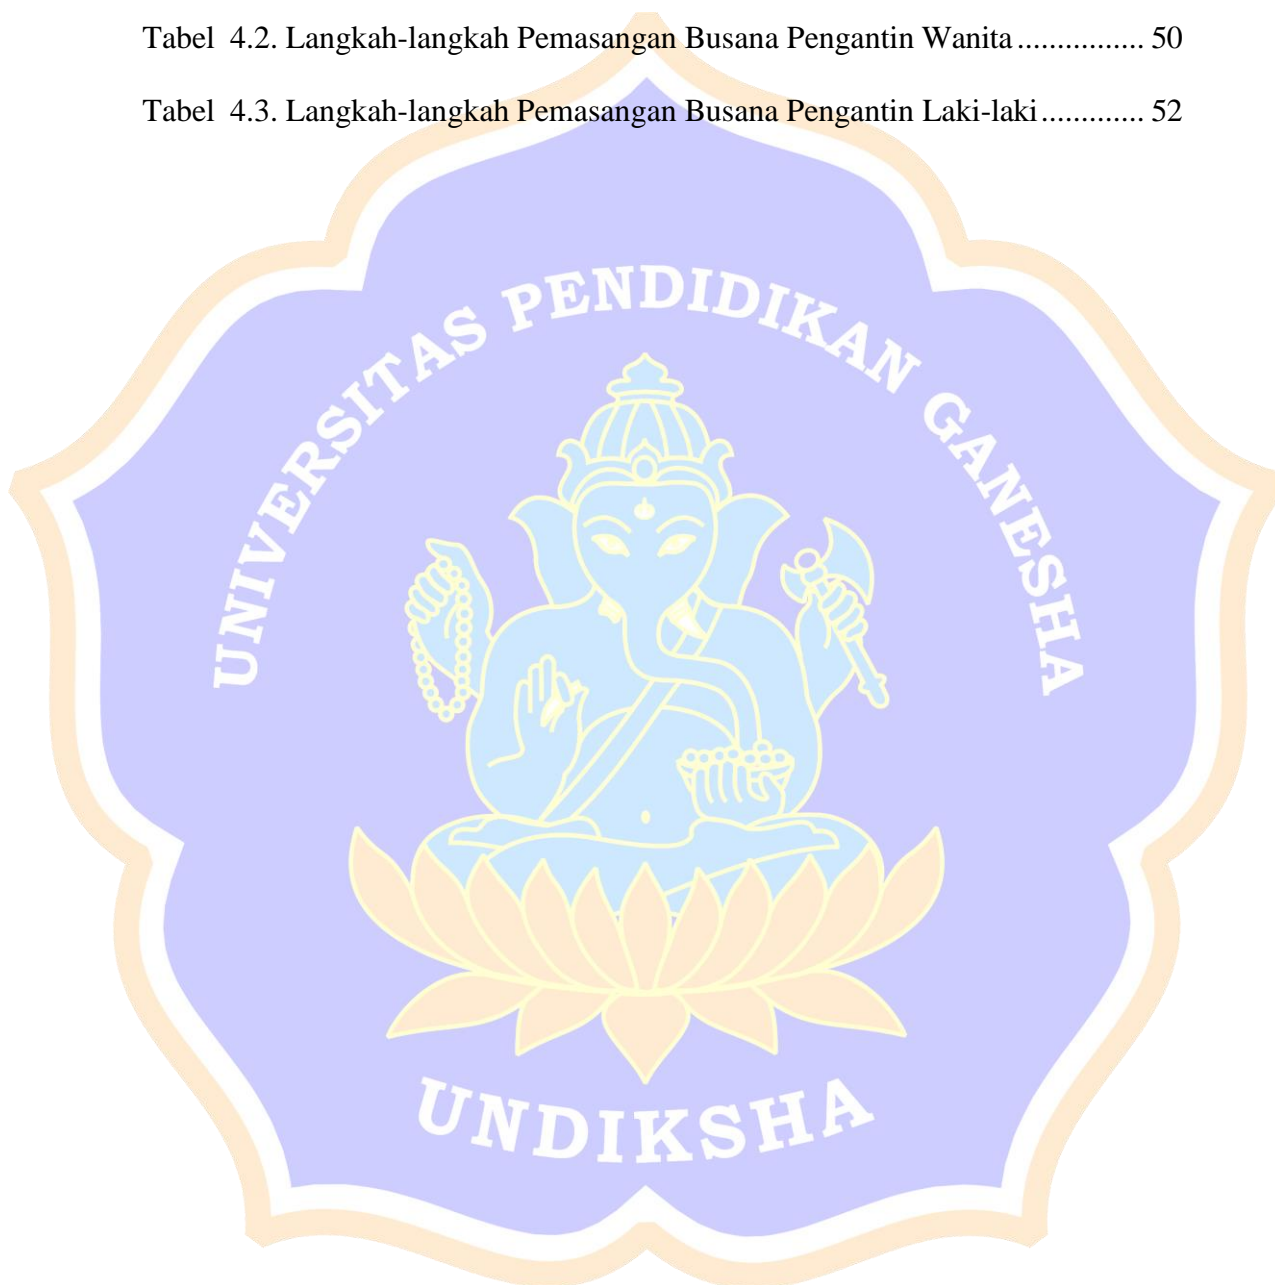 Tabel  4.2. Langkah-langkah Pemasangan Busana Pengantin Wanita ................ 50
Tabel  4.3. Langkah-langkah Pemasangan Busana Pengantin Laki-laki ............. 52
UNIVERSITAS PENDIDIKAN GANESHA
UNDIKSHA